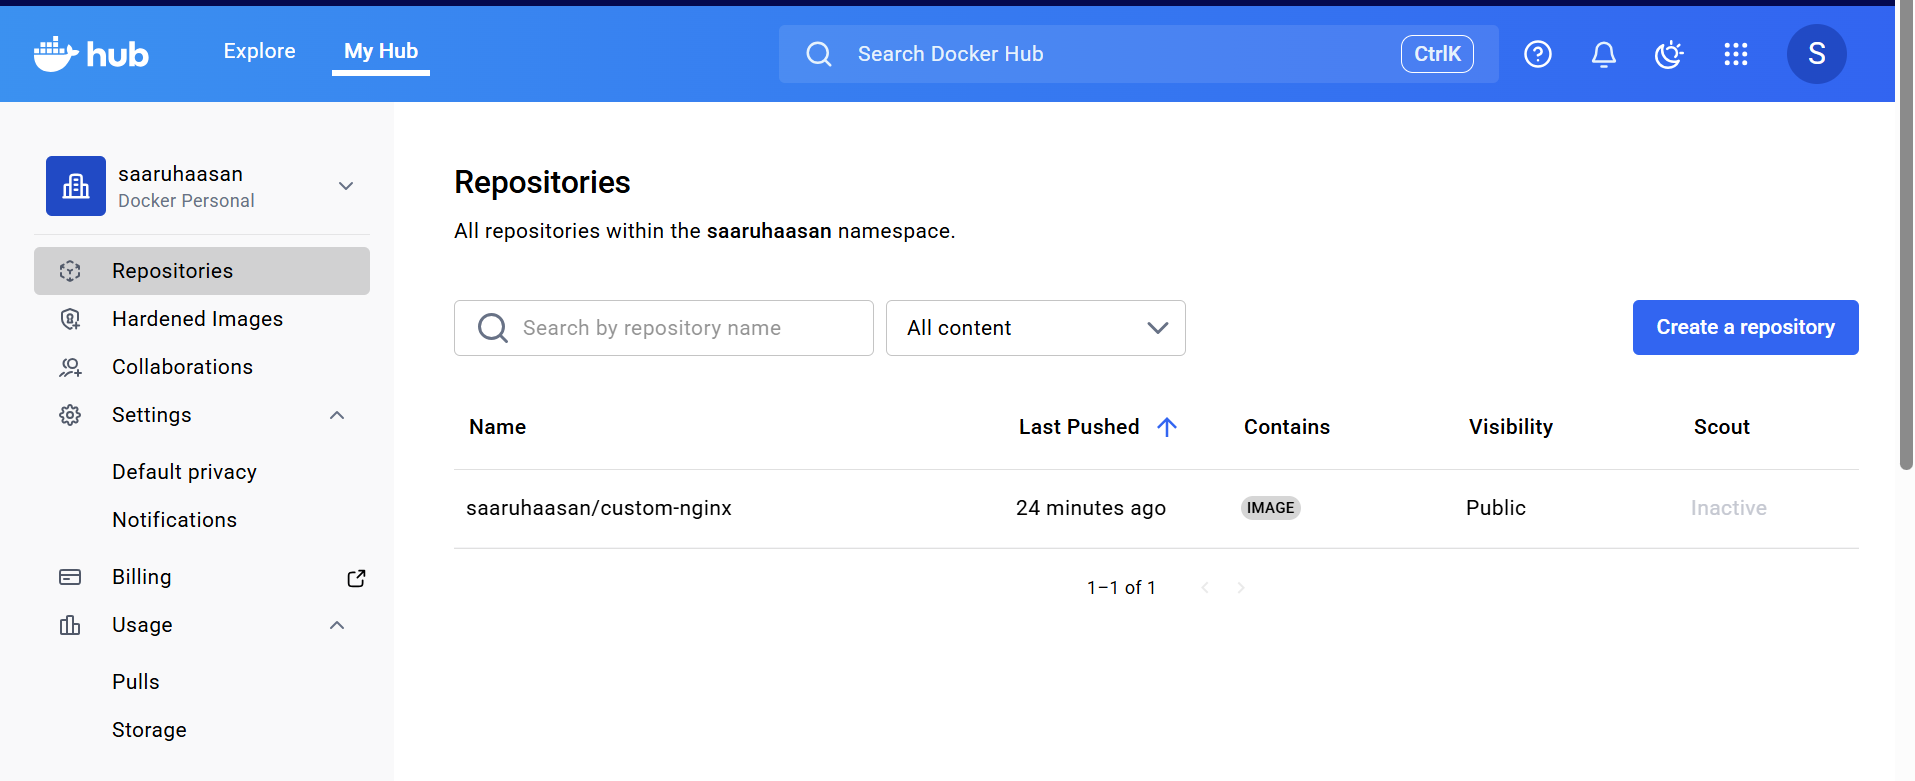 hub Explore My Hub Search Docker Hub CtrlK S
saaruhaasan
Docker Personal
Repositories
Hardened Images
Collaborations
Settings
Default privacy
Notifications
Billing
Usage
Pulls
Storage
Repositories
All repositories within the saaruhaasan namespace.
Search by repository name All content Create a repository
Name Last Pushed Contains Visibility Scout
saaruhaasan/custom-nginx 24 minutes ago IMAGE Public Inactive
1–1 of 1